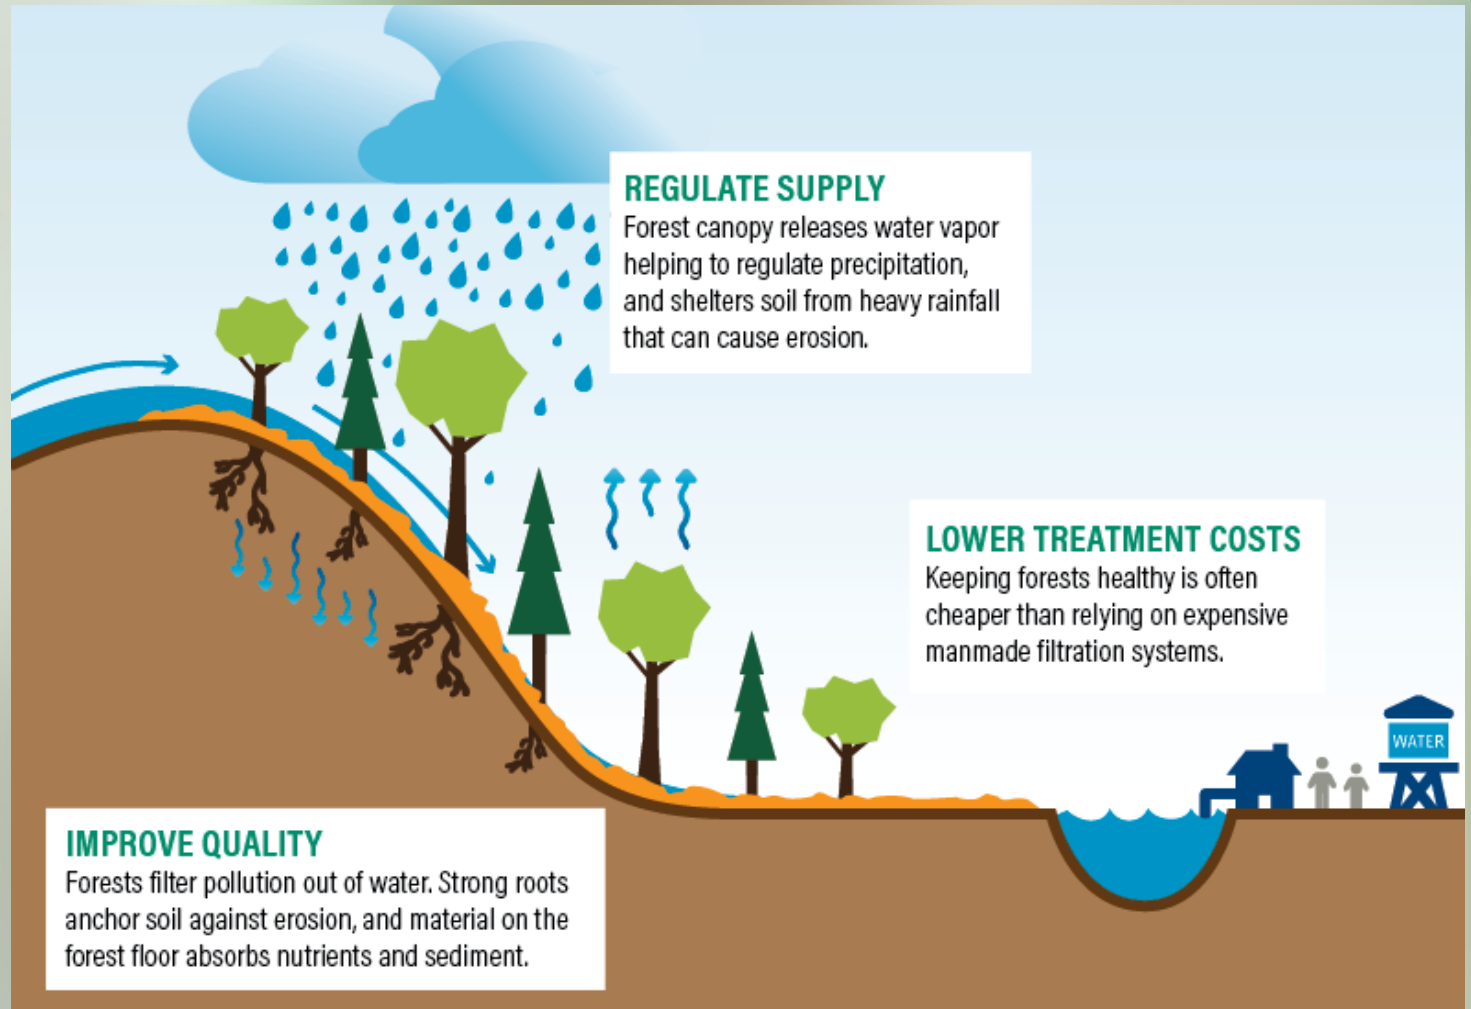 REGULATE SUPPLY
Forest canopy releases water vapor
helping to regulate precipitation,
and shelters soil from heavy rainfall
that can cause erosion.
LOWER TREATMENT COSTS
Keeping forests healthy is often
cheaper than relying on expensive
manmade filtration systems.
WATER
IMPROVE QUALITY
Forests filter pollution out of water. Strong roots
anchor soil against erosion, and material on the
forest floor absorbs nutrients and sediment.